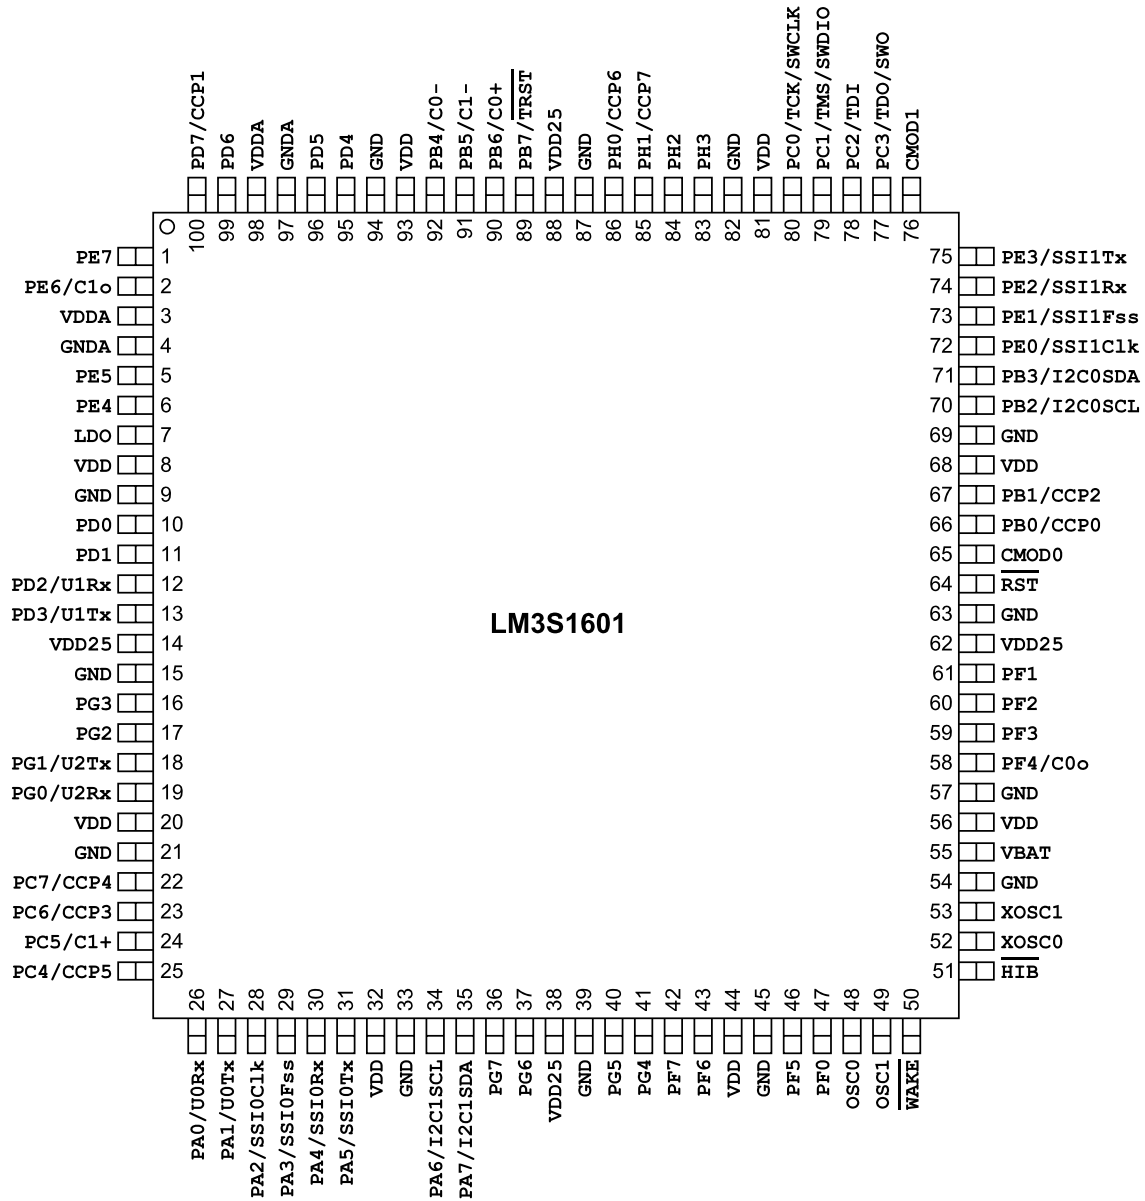 PD7/CCP1
PD6
VDDA
GNDA
PD5
PD4
GND
VDD
PB4/C0-
PB5/C1-
PB6/C0+
PB7/TRST
VDD25
GND
PH0/CCP6
PH1/CCP7
PH2
PH3
GND
VDD
PC0/TCK/SWCLK
PC1/TMS/SWDIO
PC2/TDI
PC3/TDO/SWO
CMOD1
100 99 98 97 96 95 94 93 92 91 90 89 88 87 86 85 84 83 82 81 80 79 78 77 76
PE7 1
PE6/C1o 2
VDDA 3
GNDA 4
PE5 5
PE4 6
LDO 7
VDD 8
GND 9
PD0 10
PD1 11
PD2/U1Rx 12
PD3/U1Tx 13
VDD25 14
GND 15
PG3 16
PG2 17
PG1/U2Tx 18
PG0/U2Rx 19
VDD 20
GND 21
PC7/CCP4 22
PC6/CCP3 23
PC5/C1+ 24
PC4/CCP5 25
LM3S1601
75 PE3/SSI1Tx
74 PE2/SSI1Rx
73 PE1/SSI1Fss
72 PE0/SSI1Clk
71 PB3/I2C0SDA
70 PB2/I2C0SCL
69 GND
68 VDD
67 PB1/CCP2
66 PB0/CCP0
65 CMOD0
64 RST
63 GND
62 VDD25
61 PF1
60 PF2
59 PF3
58 PF4/C0o
57 GND
56 VDD
55 VBAT
54 GND
53 XOSC1
52 XOSC0
51 HIB
26 27 28 29 30 31 32 33 34 35 36 37 38 39 40 41 42 43 44 45 46 47 48 49 50
PA0/U0Rx
PA1/U0Tx
PA2/SSI0Clk
PA3/SSI0Fss
PA4/SSI0Rx
PA5/SSI0Tx
VDD
GND
PA6/I2C1SCL
PA7/I2C1SDA
PG7
PG6
VDD25
GND
PG5
PG4
PF7
PF6
VDD
GND
PF5
PF0
OSC0
OSC1
WAKE